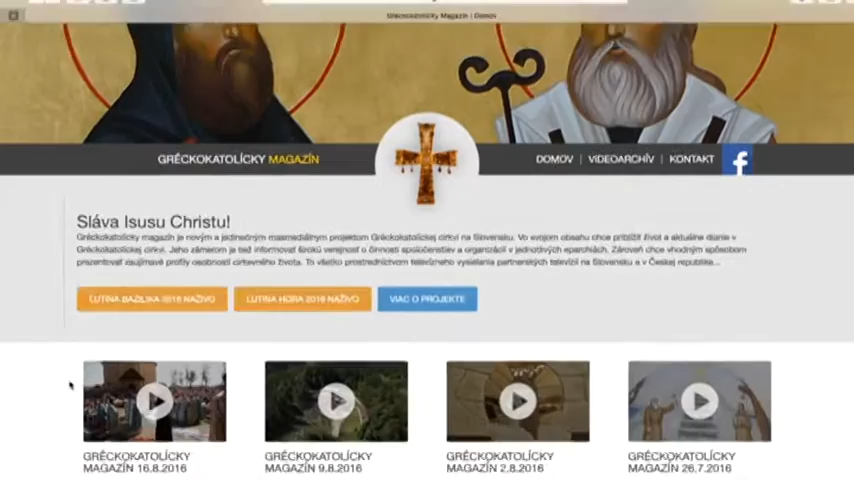 Gréckokatolícky Magazín | Domov
GRÉCKOKATOLÍCKY MAGAZÍN
DOMOV | VIDEOARCHÍV | KONTAKT
Sláva Isusu Christu!
Gréckokatolícky magazín je novým a jedinečným masmediálnym projektom Gréckokatolíckej cirkvi na Slovensku. Vo svojom obsahu chce priblížiť život a aktuálne dianie v
Gréckokatolíckej cirkvi. Jeho zámerom je tiež informovať širokú verejnosť o činnosti spoločenstiev a organizácií v jednotlivých eparchiách. Zároveň chce vhodným spôsobom
prezentovať zaujímavé profily osobností cirkevného života. To všetko prostredníctvom televízneho vysielania partnerských televízií na Slovensku a v Českej republike...
ĽUTINA BAZILIKA 2016 NAŽIVO
ĽUTINA HORA 2016 NAŽIVO
VIAC O PROJEKTE
GRÉCKOKATOLÍCKY
MAGAZÍN 16.8.2016
GRÉCKOKATOLÍCKY
MAGAZÍN 9.8.2016
GRÉCKOKATOLÍCKY
MAGAZÍN 2.8.2016
GRÉCKOKATOLÍCKY
MAGAZÍN 26.7.2016